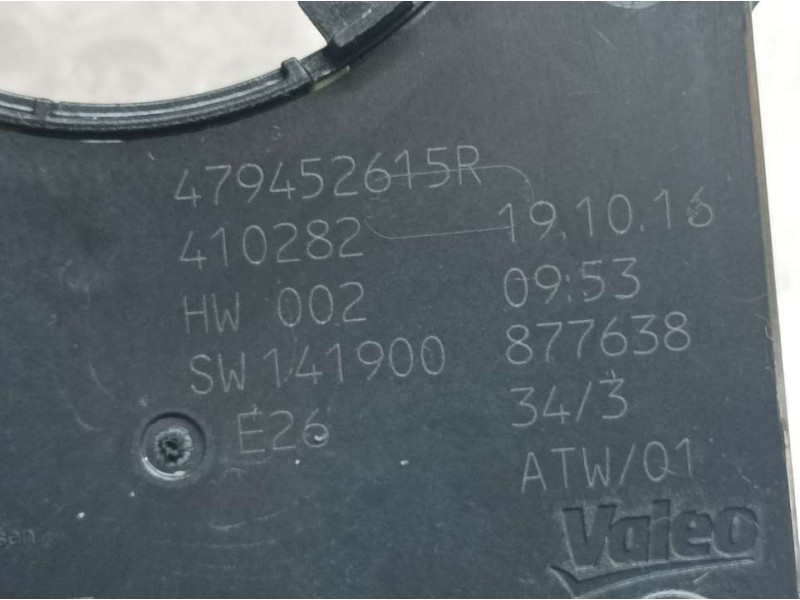 479452615R
410282 19.10.16
HW 002 09:53
SW 141900 877638
E26 34/3
ATW/01
Valeo